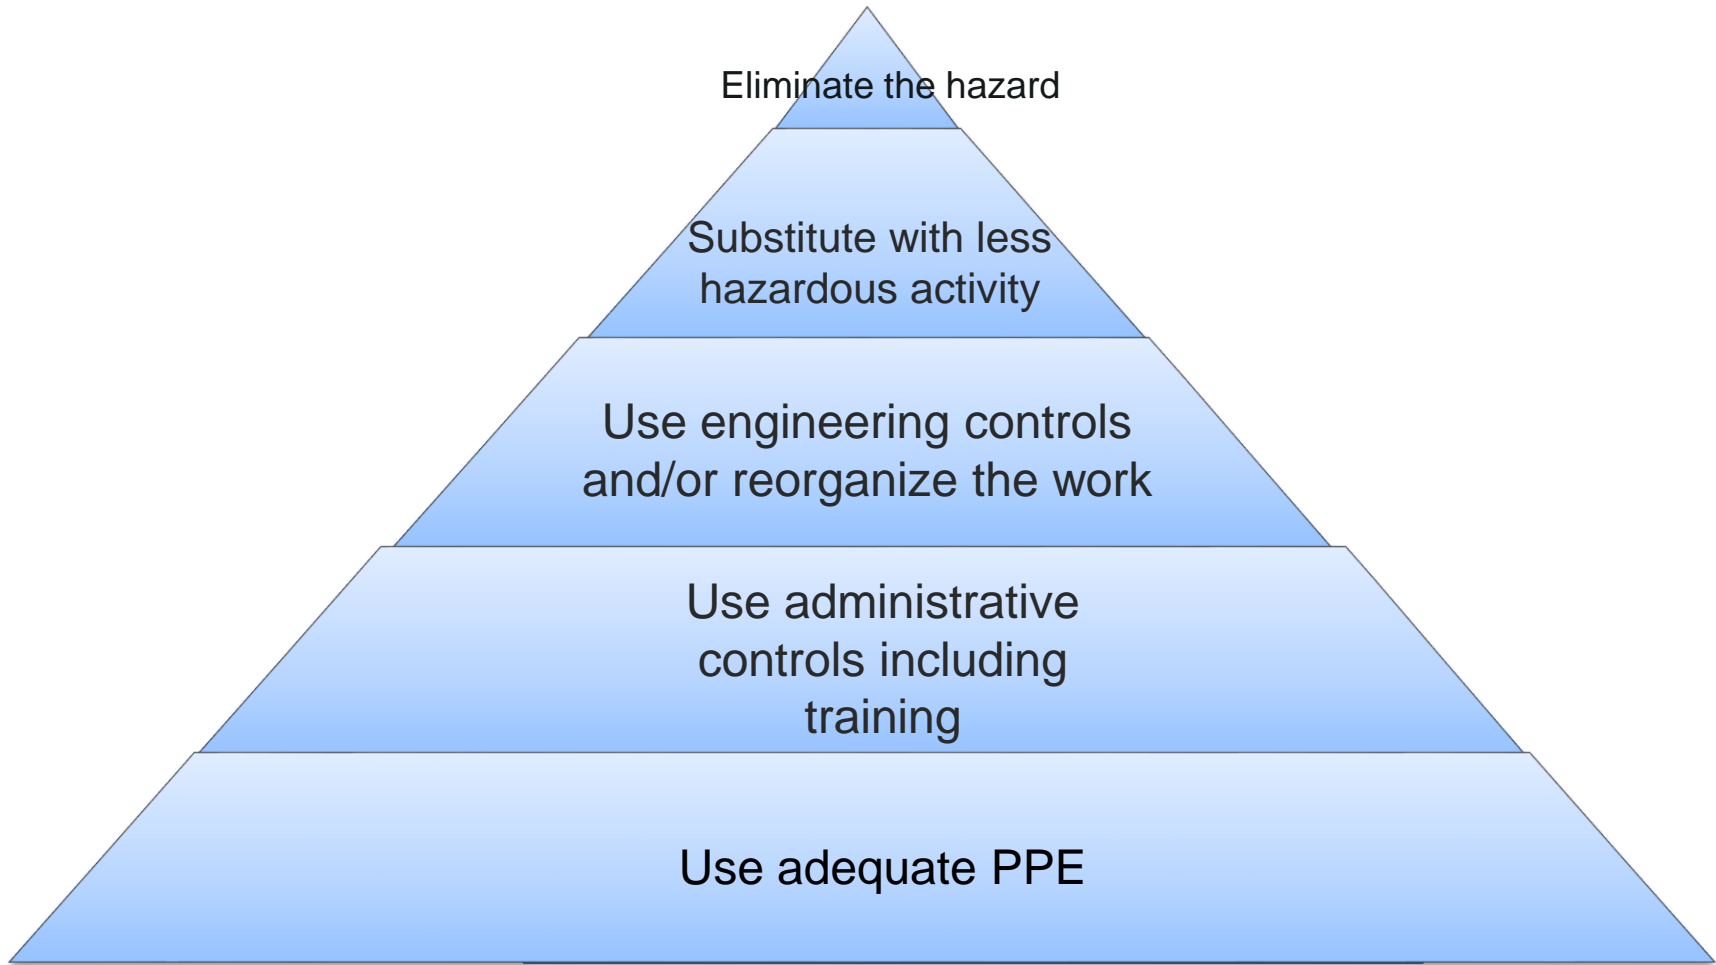 Eliminate the hazard
Substitute with less
hazardous activity
Use engineering controls
and/or reorganize the work
Use administrative
controls including
training
Use adequate PPE